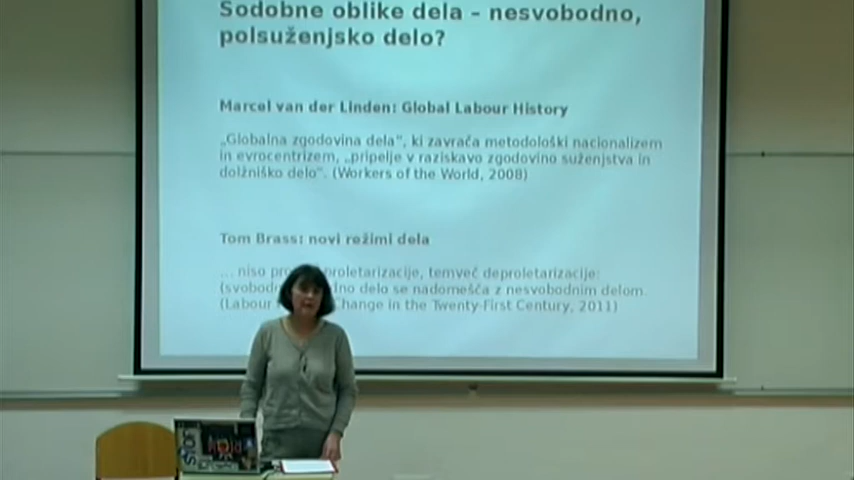 Sodobne oblike dela – nesvobodno,
polsuženjsko delo?
Marcel van der Linden: Global Labour History
„Globalna zgodovina dela“, ki zavrača metodološki nacionalizem
in evrocentrizem, „pripelje v raziskavo zgodovino suženjstva in
dolžniško delo“. (Workers of the World, 2008)
Tom Brass: novi režimi dela
... niso proletarizacije, temveč deproletarizacije:
delo se nadomešča z nesvobodnim delom.
(Labour Change in the Twenty-First Century, 2011)